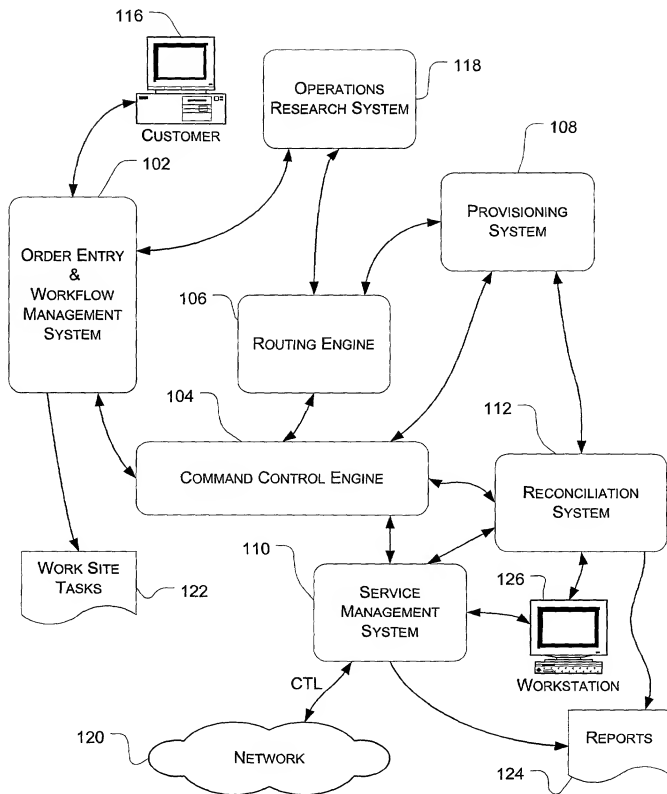 116
CUSTOMER
102
OPERATIONS
RESEARCH SYSTEM
118
108
PROVISIONING
SYSTEM
ORDER ENTRY
&
WORKFLOW
MANAGEMENT
SYSTEM
106
ROUTING ENGINE
104
COMMAND CONTROL ENGINE
112
RECONCILIATION
SYSTEM
WORK SITE
TASKS
122
110
SERVICE
MANAGEMENT
SYSTEM
126
WORKSTATION
CTL
120
NETWORK
REPORTS
124